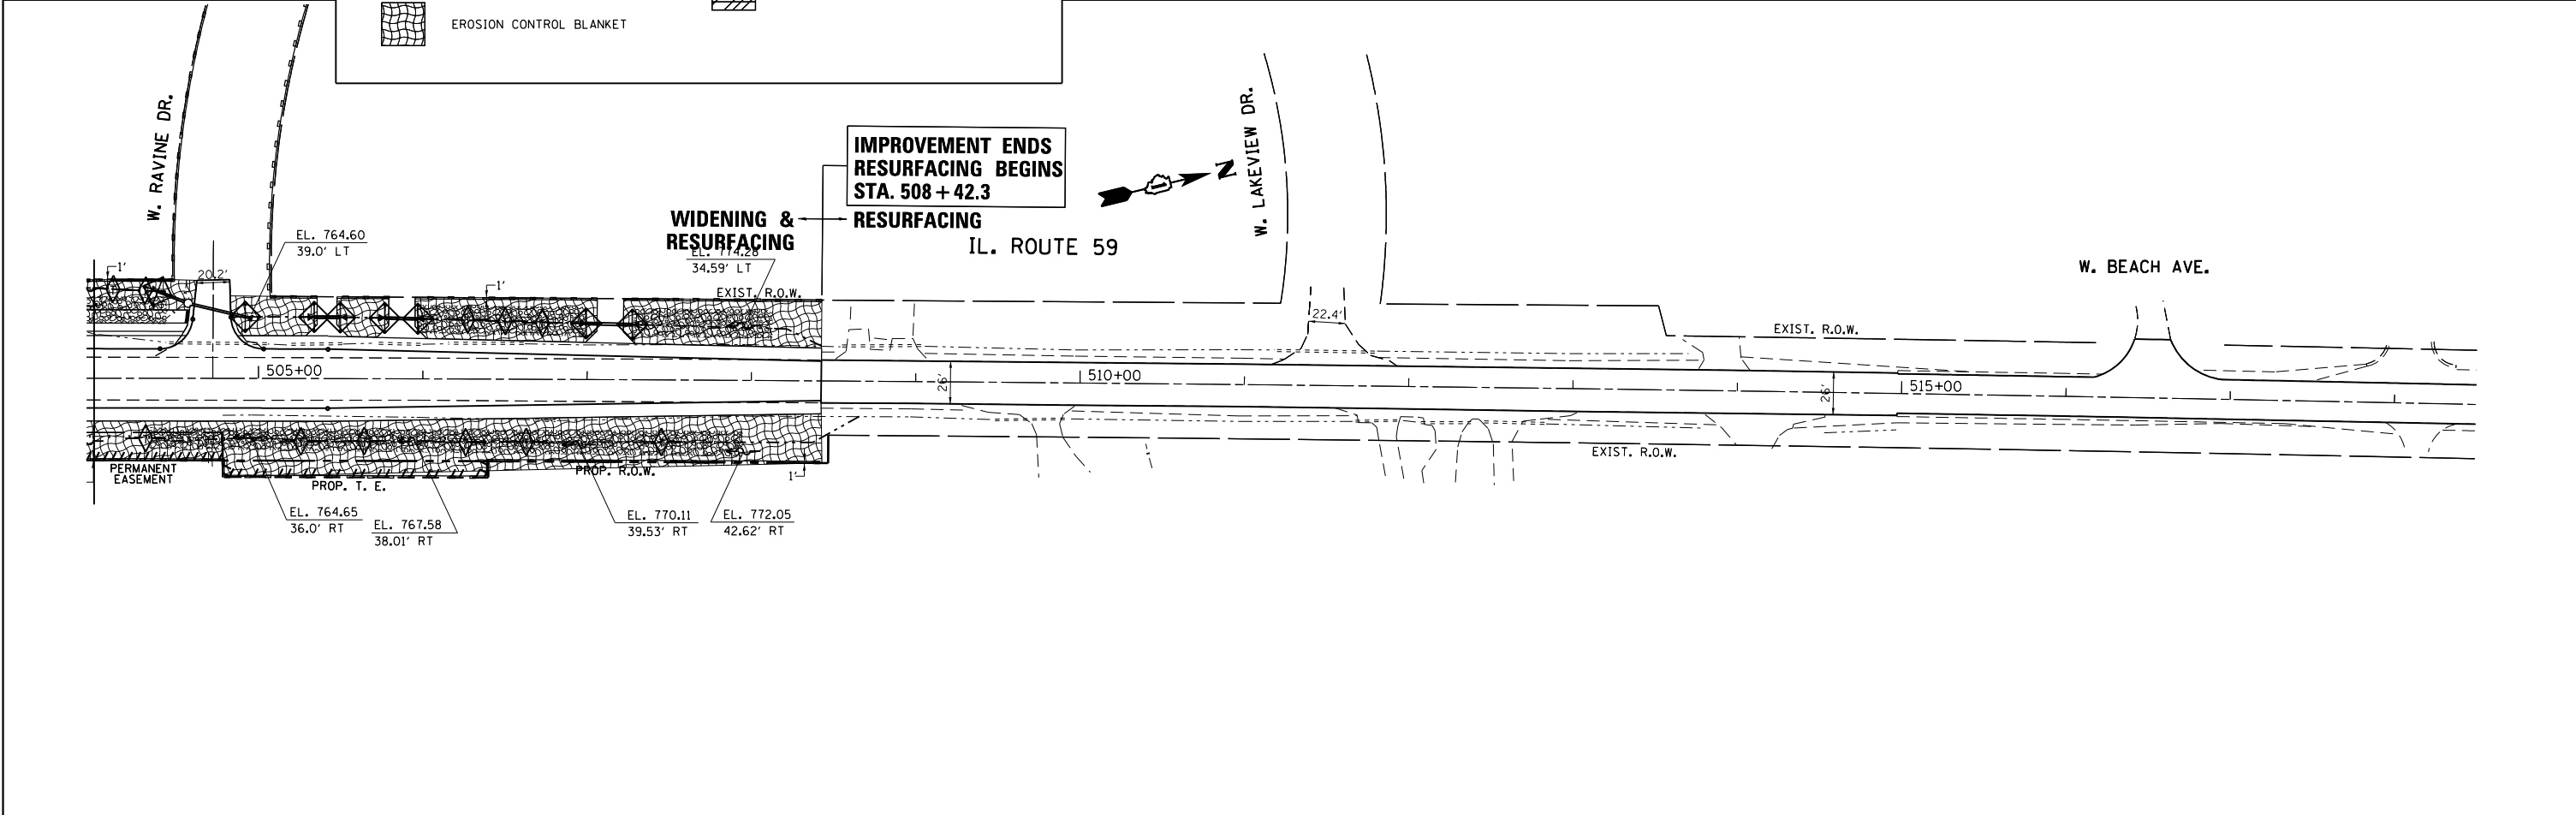 EROSION CONTROL BLANKET
W. RAVINE DR.
IMPROVEMENT ENDS
RESURFACING BEGINS
STA. 508+42.3
WIDENING &
RESURFACING
RESURFACING
IL. ROUTE 59
N
W. LAKEVIEW DR.
W. BEACH AVE.
EL. 764.60
39.0' LT
EL. 774.28
34.59' LT
1'
20.2'
1'
EXIST. R.O.W.
22.4'
EXIST. R.O.W.
505+00
26'
510+00
26'
515+00
EXIST. R.O.W.
PERMANENT
EASEMENT
PROP. T. E.
PROP. R.O.W.
1'
EL. 764.65
36.0' RT
EL. 767.58
38.01' RT
EL. 770.11
39.53' RT
EL. 772.05
42.62' RT